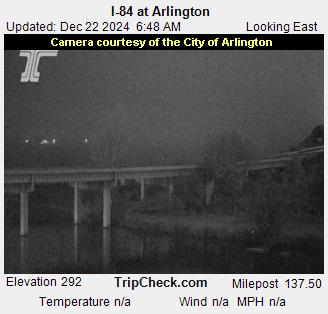 I-84 at Arlington
Updated: Dec 22 2024 6:48 AM Looking East
Camera courtesy of the City of Arlington
Elevation 292 TripCheck.com Milepost 137.50
Temperature n/a Wind n/a MPH n/a